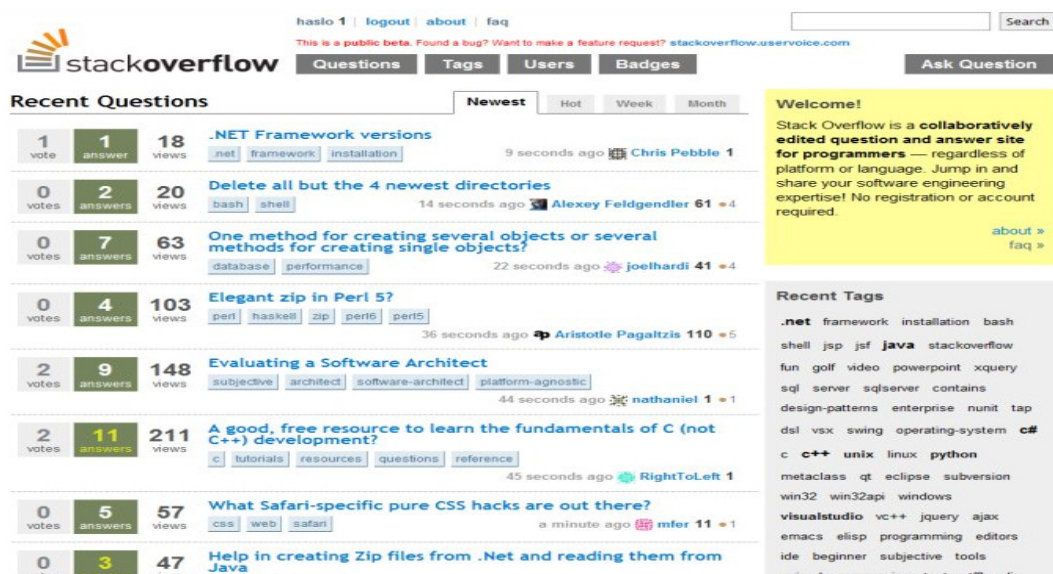 haslo 1 | logout | about | faq
Search
This is a public beta. Found a bug? Want to make a feature request? stackoverflow.uservoice.com
stackoverflow
Questions Tags Users Badges Ask Question
Recent Questions
Newest Hot Week Month
1 vote 1 answer 18 views
.NET Framework versions
.net framework installation
9 seconds ago Chris Pebble 1
0 votes 2 answers 20 views
Delete all but the 4 newest directories
bash shell
14 seconds ago Alexey Feldgendler 61 4
0 votes 7 answers 63 views
One method for creating several objects or several
methods for creating single objects?
database performance
22 seconds ago joelhardi 41 4
0 votes 4 answers 103 views
Elegant zip in Perl 5?
perl haskell zip perl6 perl5
36 seconds ago Aristotle Pagaltzis 110 5
2 votes 9 answers 148 views
Evaluating a Software Architect
subjective architect software-architect platform-agnostic
44 seconds ago nathaniel 1 1
2 votes 11 answers 211 views
A good, free resource to learn the fundamentals of C (not
C++) development?
c tutorials resources questions reference
45 seconds ago RightToLeft 1
0 votes 5 answers 57 views
What Safari-specific pure CSS hacks are out there?
css web safari
a minute ago mfer 11 1
0 3 47
Help in creating Zip files from .Net and reading them from
Java
Welcome!
Stack Overflow is a collaboratively
edited question and answer site
for programmers — regardless of
platform or language. Jump in and
share your software engineering
expertise! No registration or account
required.
about »
faq »
Recent Tags
.net framework installation bash
shell jsp jsf java stackoverflow
fun golf video powerpoint xquery
sql server sqlserver contains
design-patterns enterprise nunit tap
dsl vsx swing operating-system c#
c c++ unix linux python
metaclass qt eclipse subversion
win32 win32api windows
visualstudio vc++ jquery ajax
emacs elisp programming editors
ide beginner subjective tools